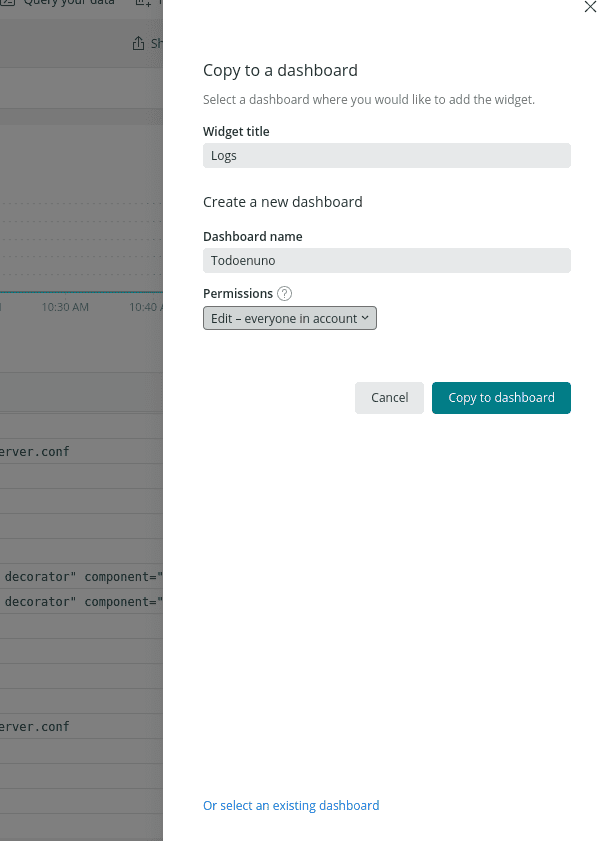 Query your data
Sh
Copy to a dashboard
Select a dashboard where you would like to add the widget.
Widget title
Logs
Create a new dashboard
Dashboard name
Todoenuno
Permissions ?
Edit – everyone in account
10:30 AM
10:40 A
Cancel
Copy to dashboard
erver.conf
decorator" component="
decorator" component="
erver.conf
Or select an existing dashboard